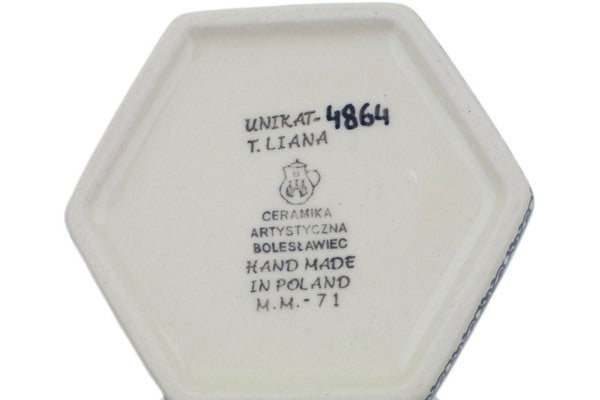 UNIKAT-4864
T. LIANA
CERAMIKA
ARTYSTYCZNA
BOLESŁAWIEC
HAND MADE
IN POLAND
M.M.-71